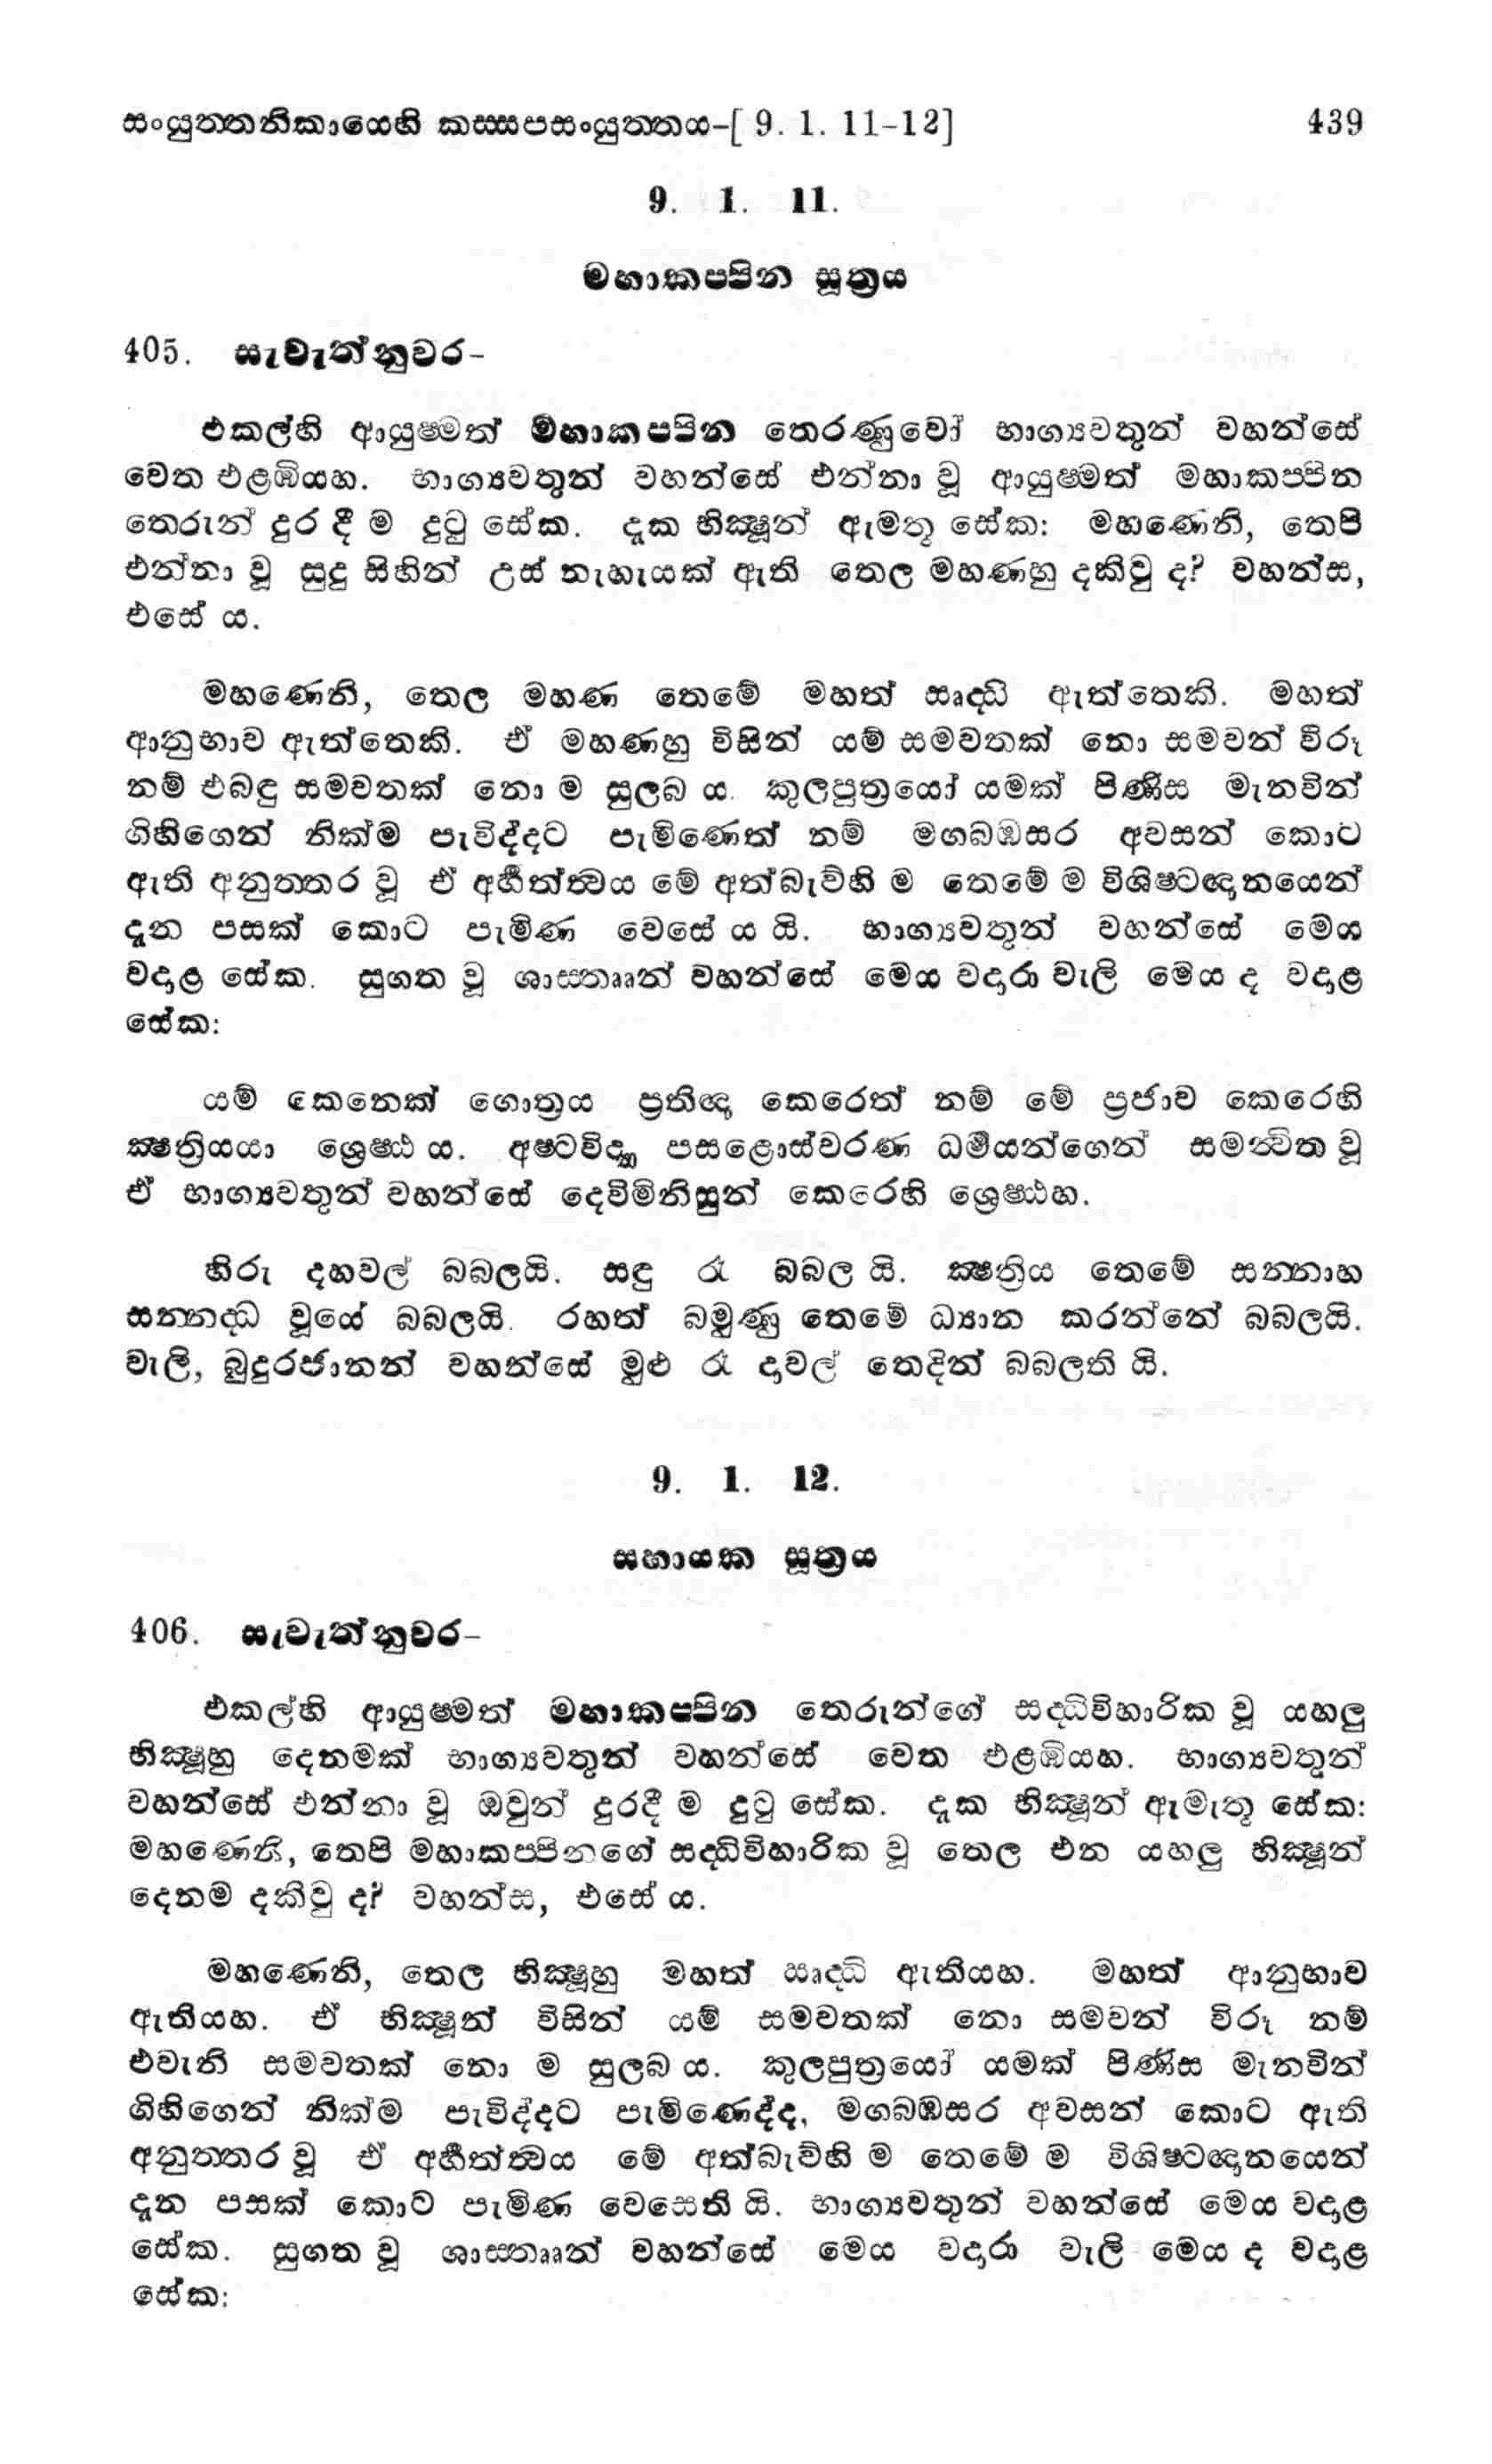 සංයුත්තනිකායෙහි කස්සපසංයුත්තය-[ 9. 1. 11-12] 439
9. 1. 11.
මහාකප්පින සූත්‍රය
405. සැවැත්නුවර-
එකල්හි ආයුෂ්මත් මහාකප්පින තෙරණුවෝ භාග්‍යවතුන් වහන්සේ
වෙත එළඹියහ. භාග්‍යවතුන් වහන්සේ එන්නා වූ ආයුෂ්මත් මහාකප්පින
තෙරුන් දුර දී ම දුටු සේක. දැක භික්‍ෂූන් ඇමතූ සේක: මහණෙනි, තෙපි
එන්නා වූ සුදු සිහින් උස් නැහැයක් ඇති තෙල මහණහු දකිවු ද? වහන්ස,
එසේ ය.
මහණෙනි, තෙල මහණ තෙමේ මහත් ඍද්ධි ඇත්තෙකි. මහත්
ආනුභාව ඇත්තෙකි. ඒ මහණහු විසින් යම් සමවතක් නො සමවන් විරූ
නම් එබඳු සමවතක් නො ම සුලබ ය. කුලපුත්‍රයෝ යමක් පිණිස මැනවින්
ගිහිගෙන් නික්ම පැවිද්දට පැමිණෙත් නම් මගබඹසර අවසන් කොට
ඇති අනුත්තර වූ ඒ අර්‍හත්ත්‍වය මේ අත්බැව්හි ම තෙමේ ම විශිෂ්ටඥානයෙන්
දැන පසක් කොට පැමිණ වෙසේ ය යි. භාග්‍යවතුන් වහන්සේ මෙය
වදාළ සේක. සුගත වූ ශාස්තෲන් වහන්සේ මෙය වදාරා වැලි මෙය ද වදාළ
සේක:
යම් කෙනෙක් ගොත්‍රය ප්‍රතිඥා කෙරෙත් නම් මේ ප්‍රජාව කෙරෙහි
ක්‍ෂත්‍රියයා ශ්‍රෙෂ්ඨ ය. අෂ්ටවිද්‍යා පසළොස්චරණ ධර්‍මයන්ගෙන් සමන්‍විත වූ
ඒ භාග්‍යවතුන් වහන්සේ දෙවිමිනිසුන් කෙරෙහි ශ්‍රෙෂ්ඨහ.
හිරු දහවල් බබලයි. සඳු රෑ බබල යි. ක්‍ෂත්‍රිය තෙමේ සන්නාහ
සන්නද්ධ වූයේ බබලයි. රහත් බමුණු තෙමේ ධ්‍යාන කරන්නේ බබලයි.
වැලි, බුදුරජානන් වහන්සේ මුළු රෑ දාවල් තෙදින් බබලති යි.
9. 1. 12.
සහායක සූත්‍රය
406. සැවැත්නුවර-
එකල්හි ආයුෂ්මත් මහාකප්පින තෙරුන්ගේ සද්ධිවිහාරික වූ යහලු
භික්‍ෂූහු දෙනමක් භාග්‍යවතුන් වහන්සේ වෙත එළඹියහ. භාග්‍යවතුන්
වහන්සේ එන්නා වූ ඔවුන් දුරදී ම දුටු සේක. දැක භික්‍ෂූන් ඇමැතූ සේක:
මහණෙනි, තෙපි මහාකප්පිනගේ සද්ධිවිහාරික වූ තෙල එන යහලු භික්‍ෂූන්
දෙනම දකිවු ද? වහන්ස, එසේ ය.
මහණෙනි, තෙල භික්‍ෂූහු මහත් ඍද්ධි ඇතියහ. මහත් ආනුභාව
ඇතියහ. ඒ භික්‍ෂූන් විසින් යම් සමවතක් නො සමවන් විරූ නම්
එවැනි සමවතක් නො ම සුලබ ය. කුලපුත්‍රයෝ යමක් පිණිස මැනවින්
ගිහිගෙන් නික්ම පැවිද්දට පැමිණෙද්ද, මගබඹසර අවසන් කොට ඇති
අනුත්තර වූ ඒ අර්‍හත්ත්‍වය මේ අත්බැව්හි ම තෙමේ ම විශිෂ්ටඥානයෙන්
දැන පසක් කොට පැමිණ වෙසෙති යි. භාග්‍යවතුන් වහන්සේ මෙය වදාළ
සේක. සුගත වූ ශාස්තෲන් වහන්සේ මෙය වදාරා වැලි මෙය ද වදාළ
සේක: